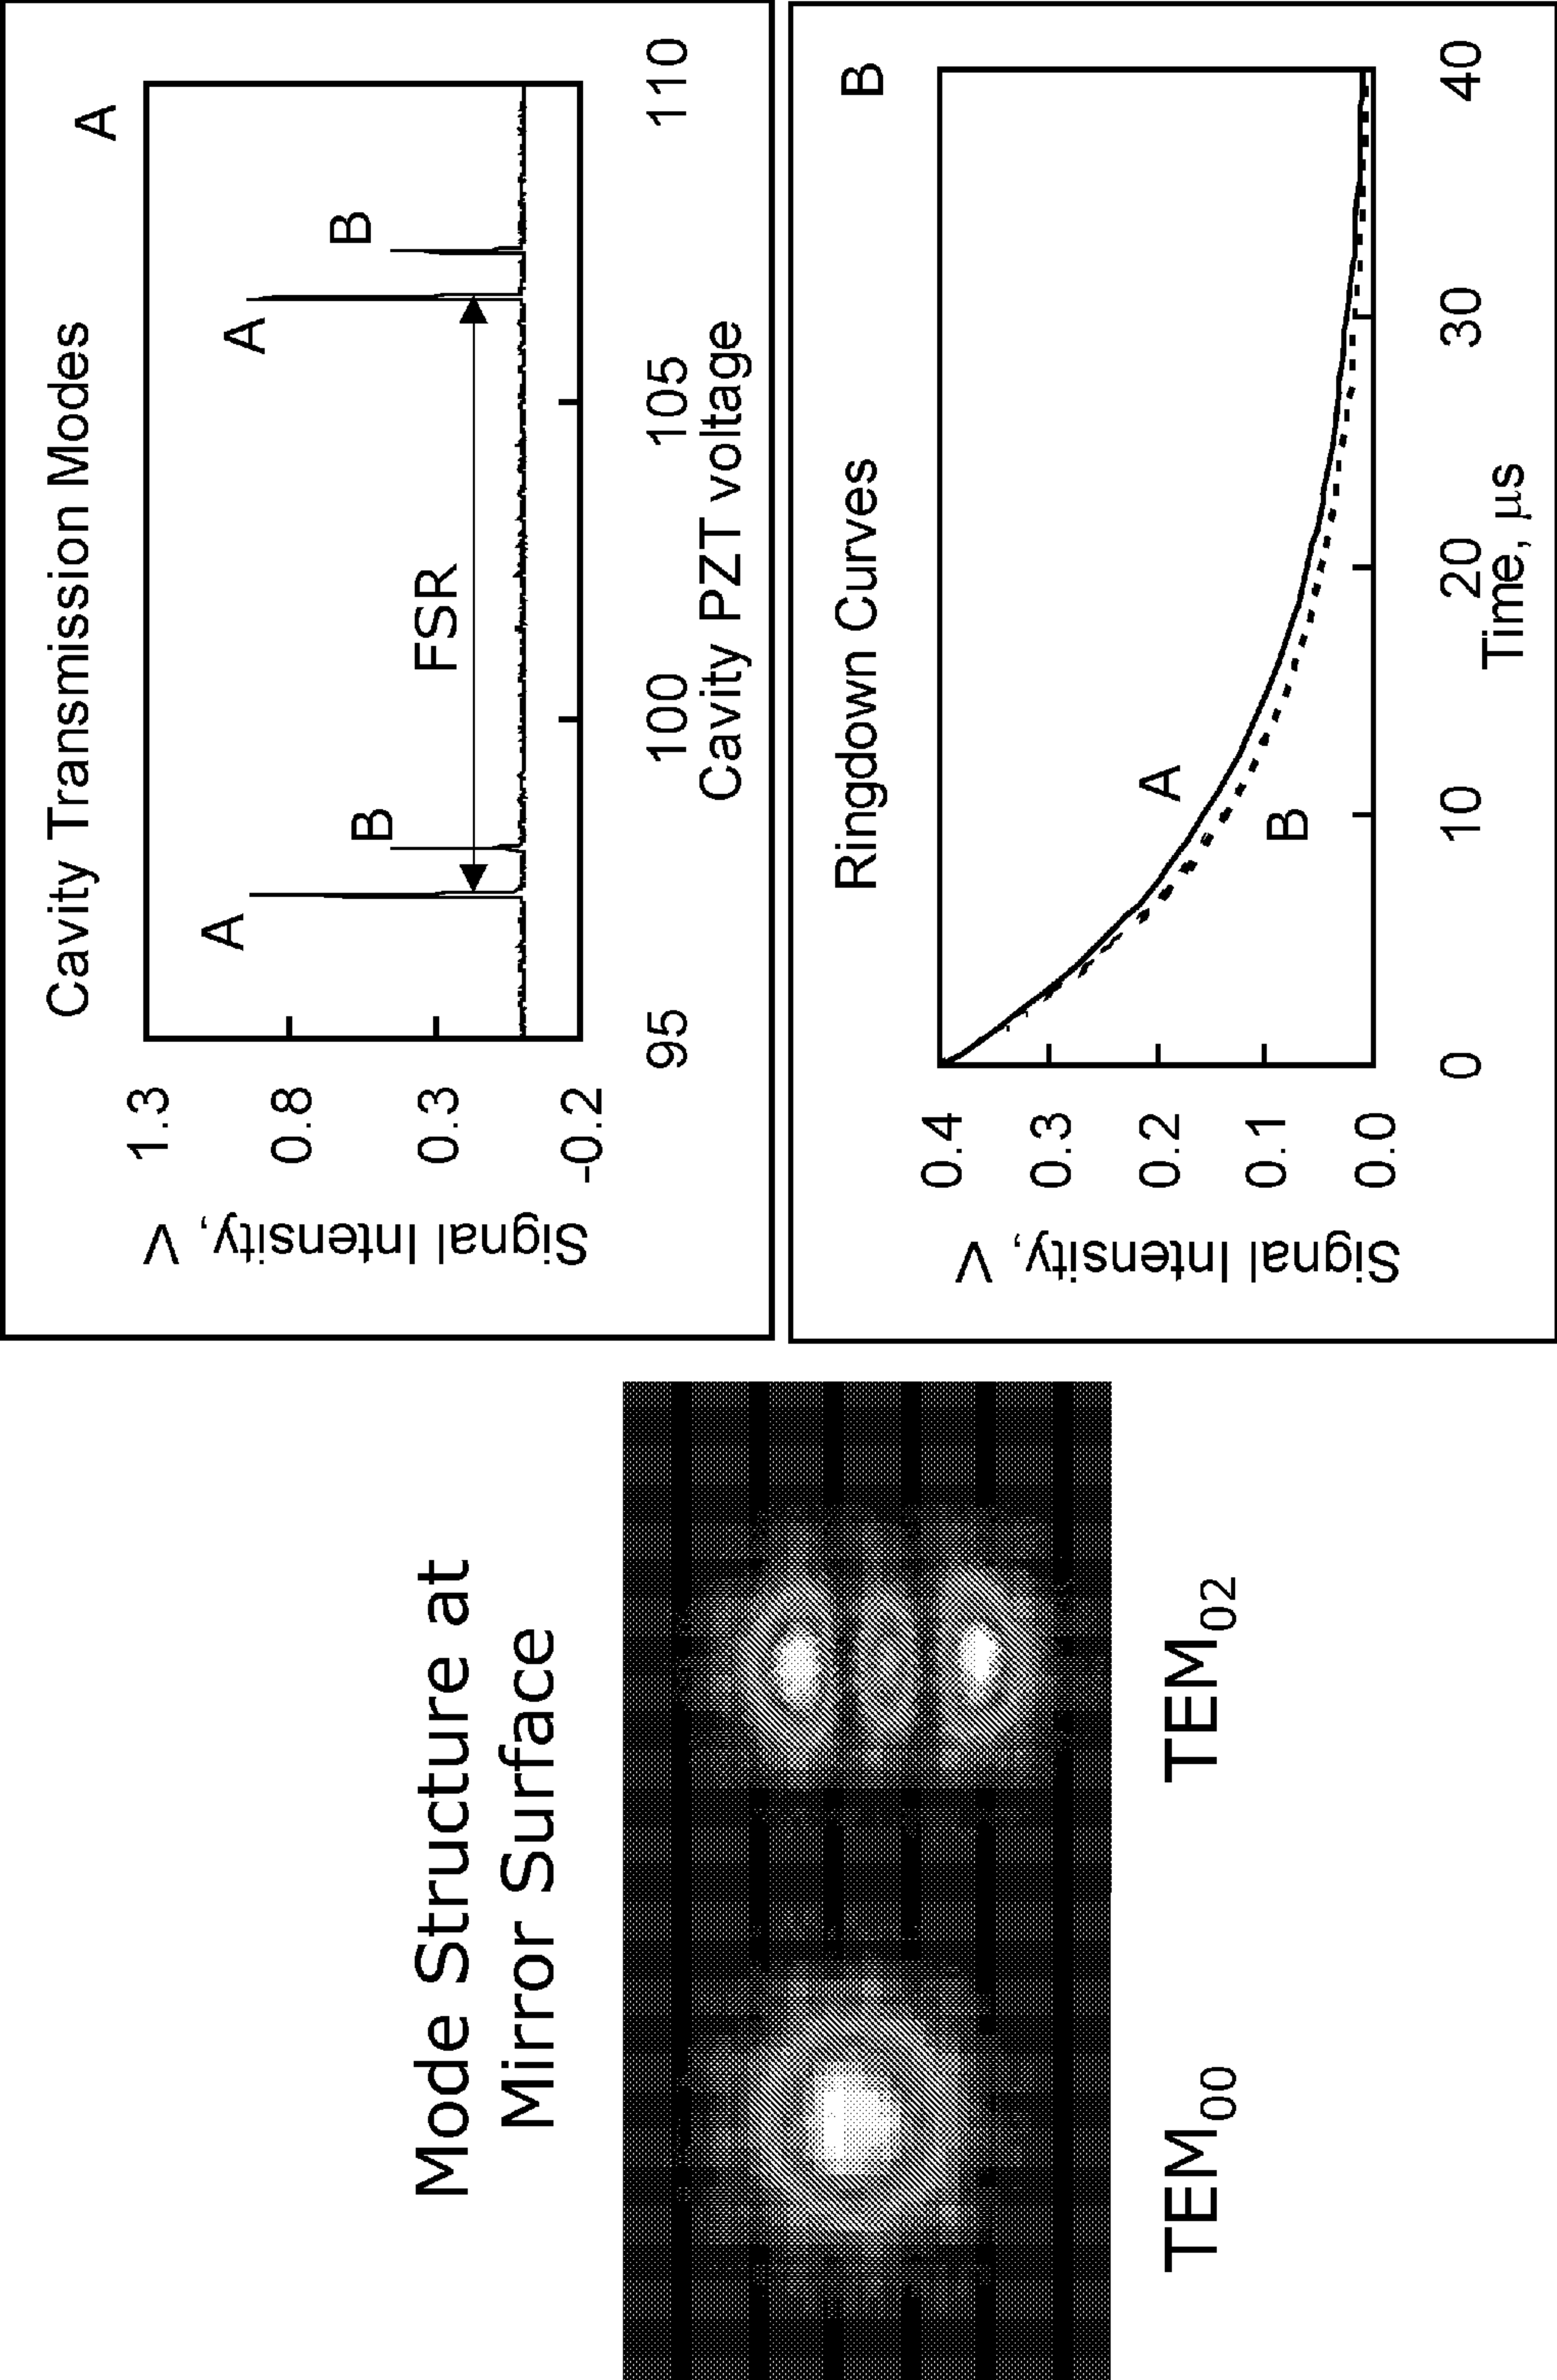 Mode Structure at
Mirror Surface
TEM00
TEM02
A
Cavity Transmission Modes
Signal Intensity, V
1.3
0.8
0.3
-0.2
A
B
FSR
A
B
95
100
105
110
Cavity PZT voltage
B
Ringdown Curves
Signal Intensity, V
0.4
0.3
0.2
0.1
0.0
A
B
0
10
20
30
40
Time, μs